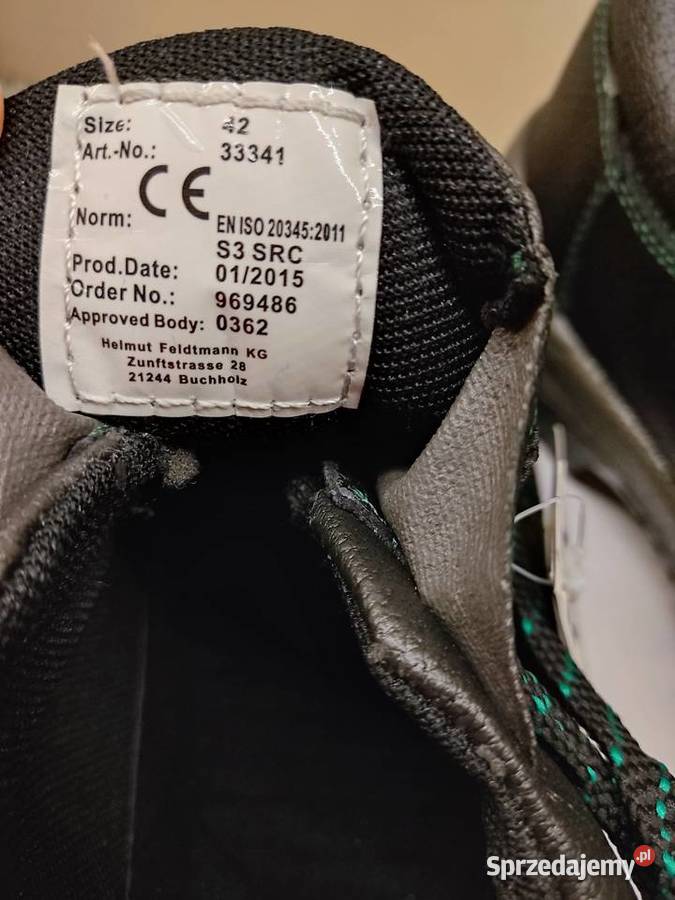 Size: 42
Art.-No.: 33341
CE
Norm: EN ISO 20345:2011
S3 SRC
Prod.Date: 01/2015
Order No.: 969486
Approved Body: 0362
Helmut Feldtmann KG
Zunftstrasse 28
21244 Buchholz
Sprzedajemy.pl